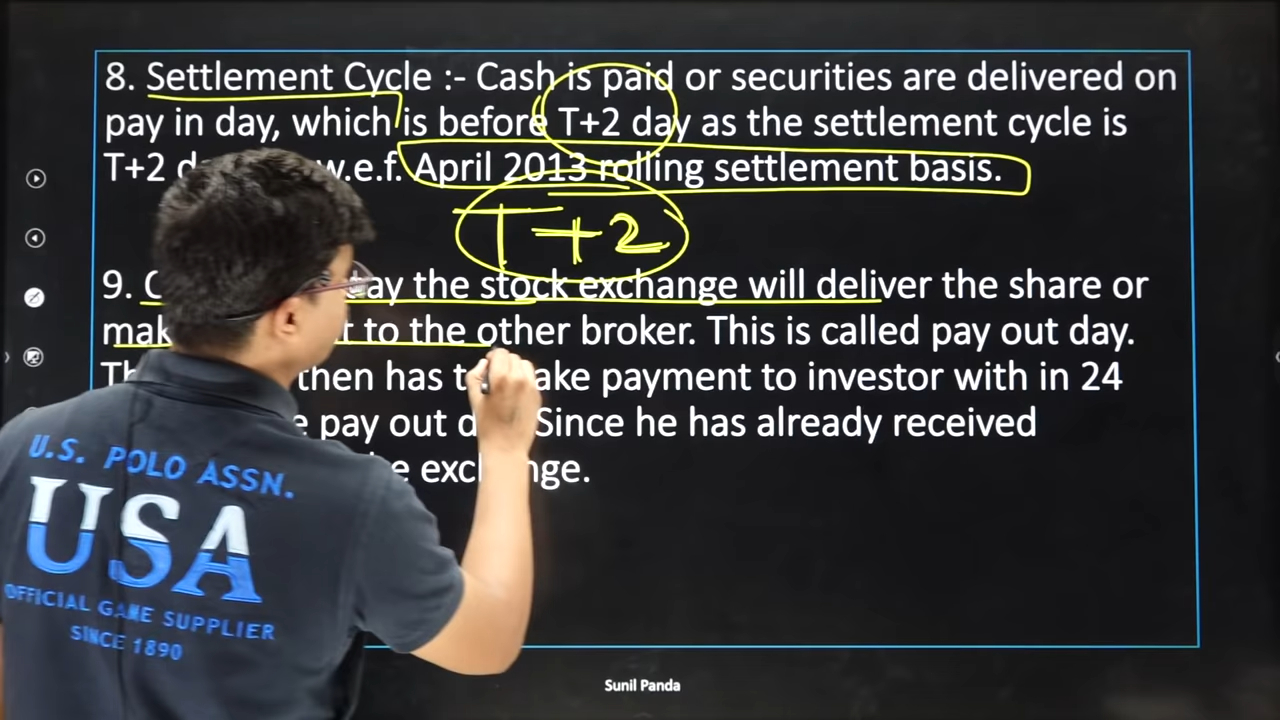 8. Settlement Cycle :- Cash is paid or securities are delivered on
pay in day, which is before T+2 day as the settlement cycle is
T+2 w.e.f. April 2013 rolling settlement basis.
T+2
9. day the stock exchange will deliver the share or
to the other broker. This is called pay out day.
then has payment to investor with in 24
pay out Since he has already received
U.S. POLO ASSN.
USA
OFFICIAL GAME SUPPLIER
SINCE 1890
Sunil Panda